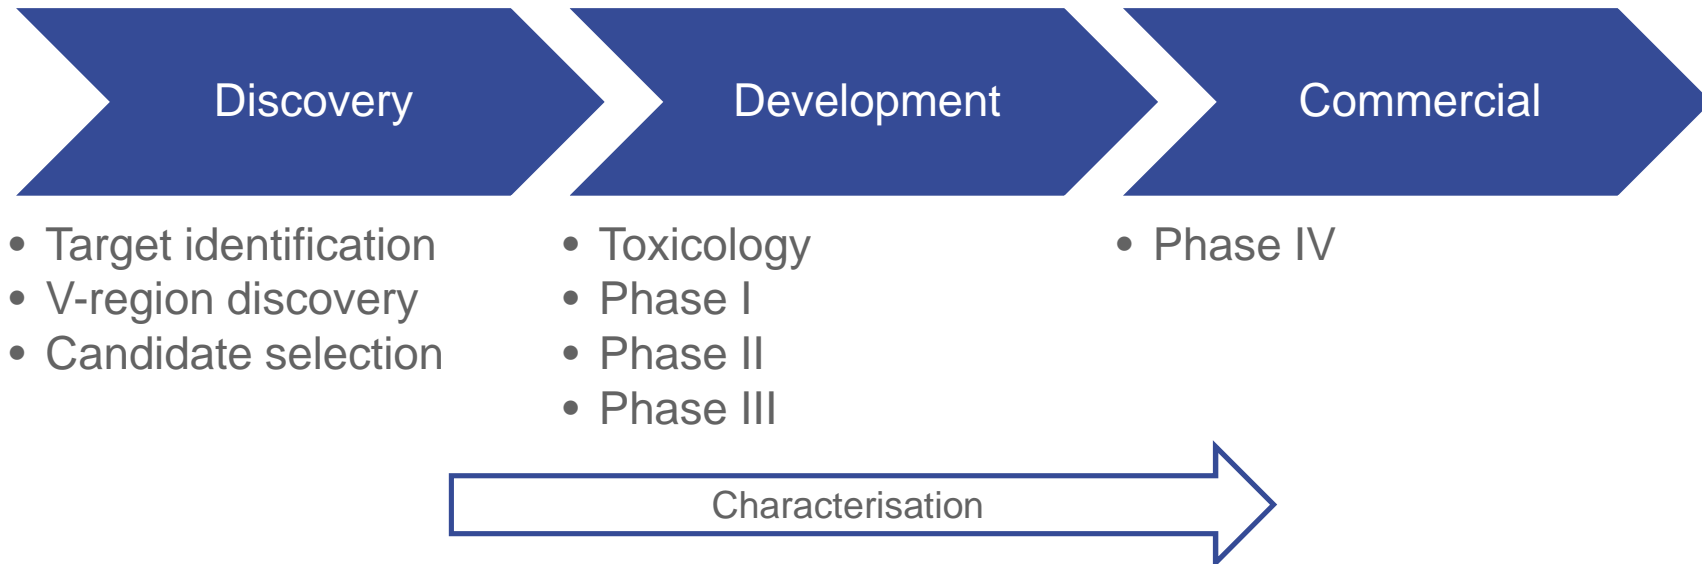 Discovery
Development
Commercial
• Target identification
• V-region discovery
• Candidate selection
• Toxicology
• Phase I
• Phase II
• Phase III
• Phase IV
Characterisation